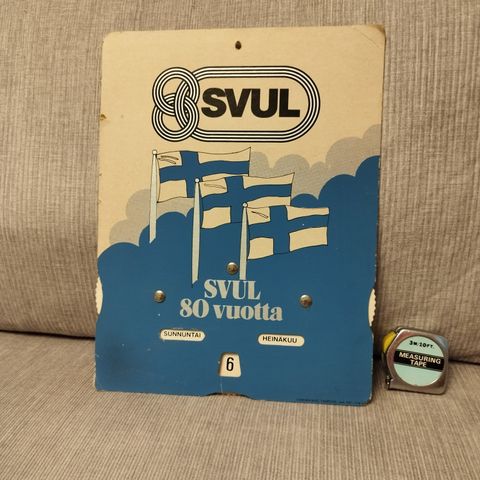 SVUL
SVUL
80 vuotta
SUNNUNTAI
HEINÄKUU
6
3M/10FT.
MEASURING
TAPE